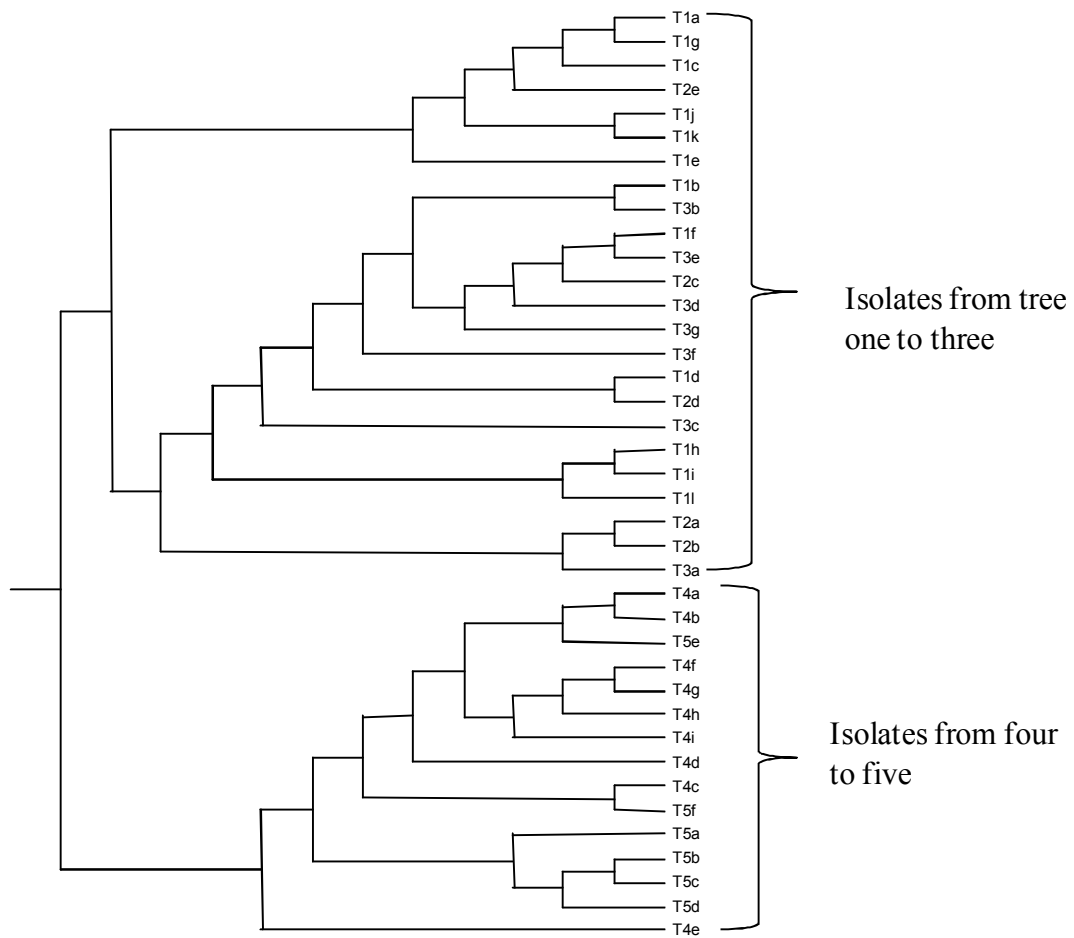 T1a
T1g
T1c
T2e
T1j
T1k
T1e
T1b
T3b
T1f
T3e
T2c
T3d
T3g
T3f
T1d
T2d
T3c
T1h
T1i
T1l
T2a
T2b
T3a
Isolates from tree
one to three
T4a
T4b
T5e
T4f
T4g
T4h
T4i
T4d
T4c
T5f
T5a
T5b
T5c
T5d
T4e
Isolates from four
to five